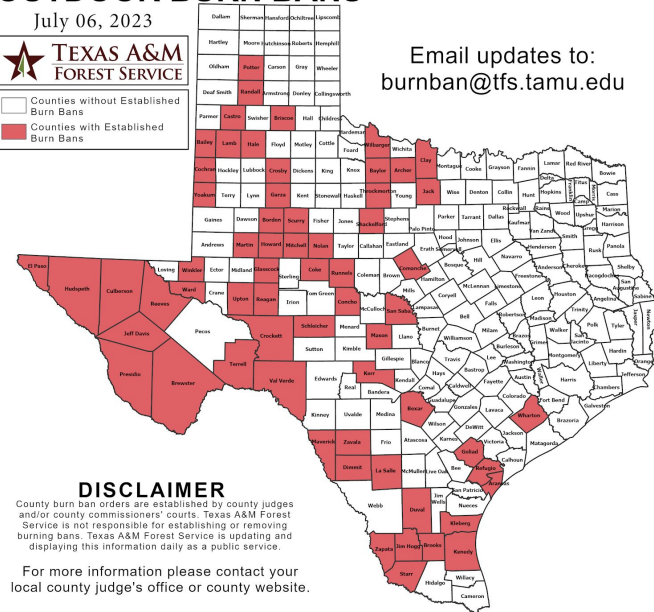 OUTDOOR BURN BANS
July 06, 2023
TEXAS A&M
FOREST SERVICE
Counties without Established
Burn Bans
Counties with Established
Burn Bans
Email updates to:
burnban@tfs.tamu.edu
Dallam Sherman Hansford Ochiltree Lipscomb
Hartley Moore Hutchinson Roberts Hemphill
Oldham Potter Carson Gray Wheeler
Deaf Smith Randall Armstrong Donley Collingsworth
Parmer Castro Swisher Briscoe Hall Childress
Hardeman
Bailey Lamb Hale Floyd Motley Cottle Foard Wilbarger Wichita Clay
Cochran Hockley Lubbock Crosby Dickens King Knox Baylor Archer Montague Cooke Grayson Fannin Lamar Red River Bowie
Delta Titus Franklin Morris Cass
Yoakum Terry Lynn Garza Kent Stonewall Haskell Throckmorton Young Jack Wise Denton Collin Hunt Hopkins Camp Marion
Rockwall Rains Wood Upshur Harrison
Gaines Dawson Borden Scurry Fisher Jones Shackelford Stephens Palo Pinto Parker Tarrant Dallas Kaufman Van Zandt Gregg
Hood Johnson Ellis Smith Rusk Panola
Andrews Martin Howard Mitchell Nolan Taylor Callahan Eastland Erath Somervell Hill Navarro Henderson
El Paso Hudspeth Culberson Loving Winkler Ector Midland Glasscock Sterling Coke Runnels Coleman Brown Comanche Bosque Anderson Cherokee Shelby
Hamilton Freestone Nacogdoches San Augustine Sabine
Reeves Ward Crane Upton Reagan Irion Tom Green Concho McCulloch San Saba Mills Coryell McLennan Limestone Leon Houston Angelina
Lampasas Falls Robertson Madison Trinity Polk Tyler Jasper Newton
Jeff Davis Pecos Crockett Schleicher Menard Mason Llano Burnet Bell Milam Brazos Walker San Jacinto Hardin Orange
Williamson Burleson Grimes
Sutton Kimble Gillespie Blanco Travis Lee Washington Montgomery Liberty Jefferson
Presidio Brewster Terrell Val Verde Edwards Kerr Kendall Hays Bastrop Austin Waller Harris Chambers
Real Bandera Comal Caldwell Fayette Colorado Fort Bend Galveston
Kinney Uvalde Medina Bexar Guadalupe Gonzales Lavaca Wharton Brazoria
Wilson DeWitt Jackson Matagorda
Maverick Zavala Frio Atascosa Karnes Victoria
Goliad Calhoun
Dimmit La Salle McMullen Live Oak Bee Refugio
Aransas
San Patricio
Webb Duval Jim Wells Nueces
Kleberg
Zapata Jim Hogg Brooks Kenedy
Starr Hidalgo Willacy
Cameron
DISCLAIMER
County burn ban orders are established by county judges
and/or county commissioners' courts. Texas A&M Forest
Service is not responsible for establishing or removing
burning bans. Texas A&M Forest Service is updating and
displaying this information daily as a public service.
For more information please contact your
local county judge's office or county website.